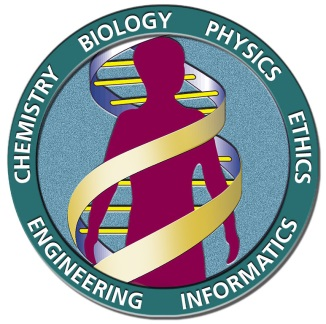 CHEMISTRY BIOLOGY PHYSICS ETHICS
ENGINEERING INFORMATICS